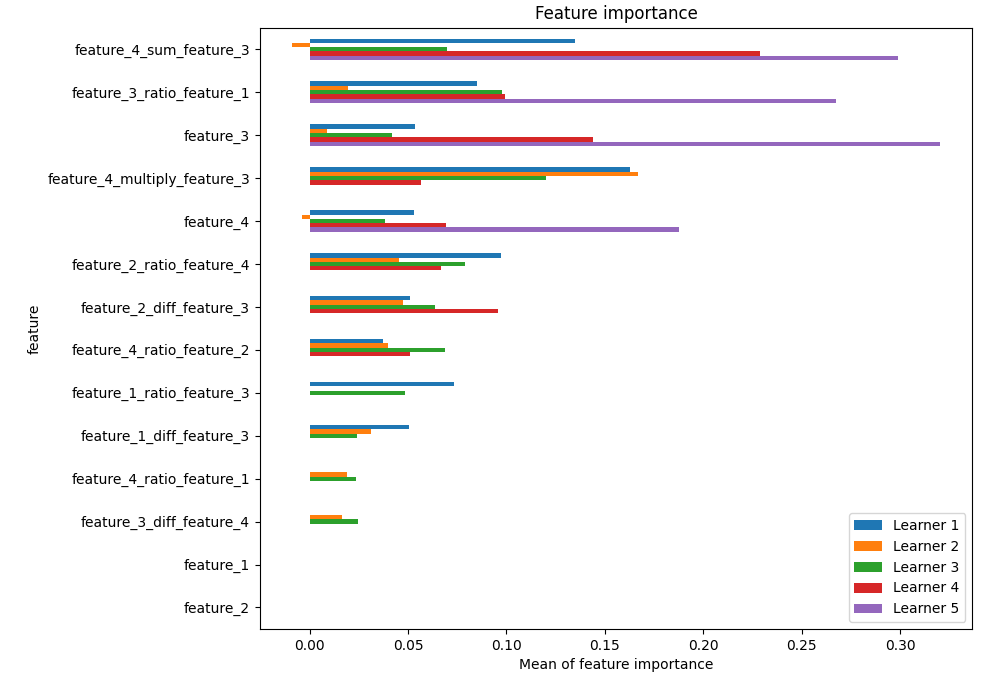 Feature importance
feature_4_sum_feature_3
feature_3_ratio_feature_1
feature_3
feature_4_multiply_feature_3
feature_4
feature_2_ratio_feature_4
feature_2_diff_feature_3
feature_4_ratio_feature_2
feature_1_ratio_feature_3
feature_1_diff_feature_3
feature_4_ratio_feature_1
feature_3_diff_feature_4
feature_1
feature_2
feature
Learner 1
Learner 2
Learner 3
Learner 4
Learner 5
0.00 0.05 0.10 0.15 0.20 0.25 0.30
Mean of feature importance